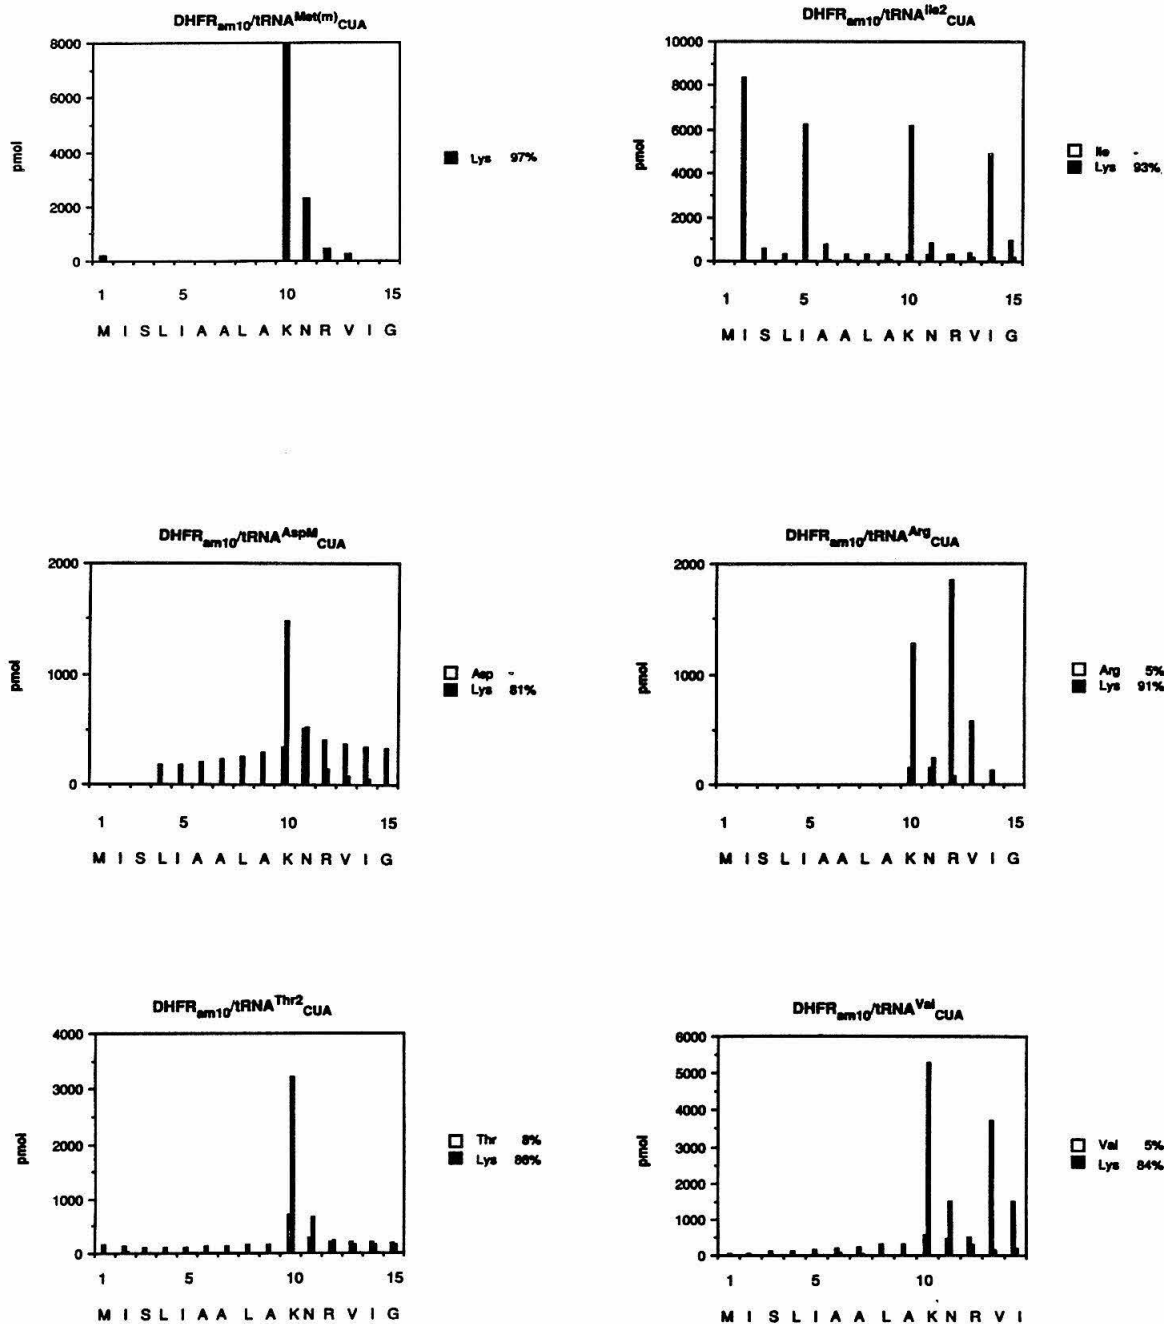 DHFRam10/tRNAMet(m)CUA
8000
6000
4000
2000
0
pmol
Lys 97%
1 5 10 15
M I S L I A A L A K N R V I G
DHFRam10/tRNAIle2CUA
10000
8000
6000
4000
2000
0
pmol
Ile -
Lys 93%
1 5 10 15
M I S L I A A L A K N R V I G
DHFRam10/tRNAAspMCUA
2000
1000
0
pmol
Asp -
Lys 81%
1 5 10 15
M I S L I A A L A K N R V I G
DHFRam10/tRNAArgCUA
2000
1000
0
pmol
Arg 5%
Lys 91%
1 5 10 15
M I S L I A A L A K N R V I G
DHFRam10/tRNAThr2CUA
4000
3000
2000
1000
0
pmol
Thr 8%
Lys 86%
1 5 10 15
M I S L I A A L A K N R V I G
DHFRam10/tRNAValCUA
6000
5000
4000
3000
2000
1000
0
pmol
Val 5%
Lys 84%
1 5 10
M I S L I A A L A K N R V I